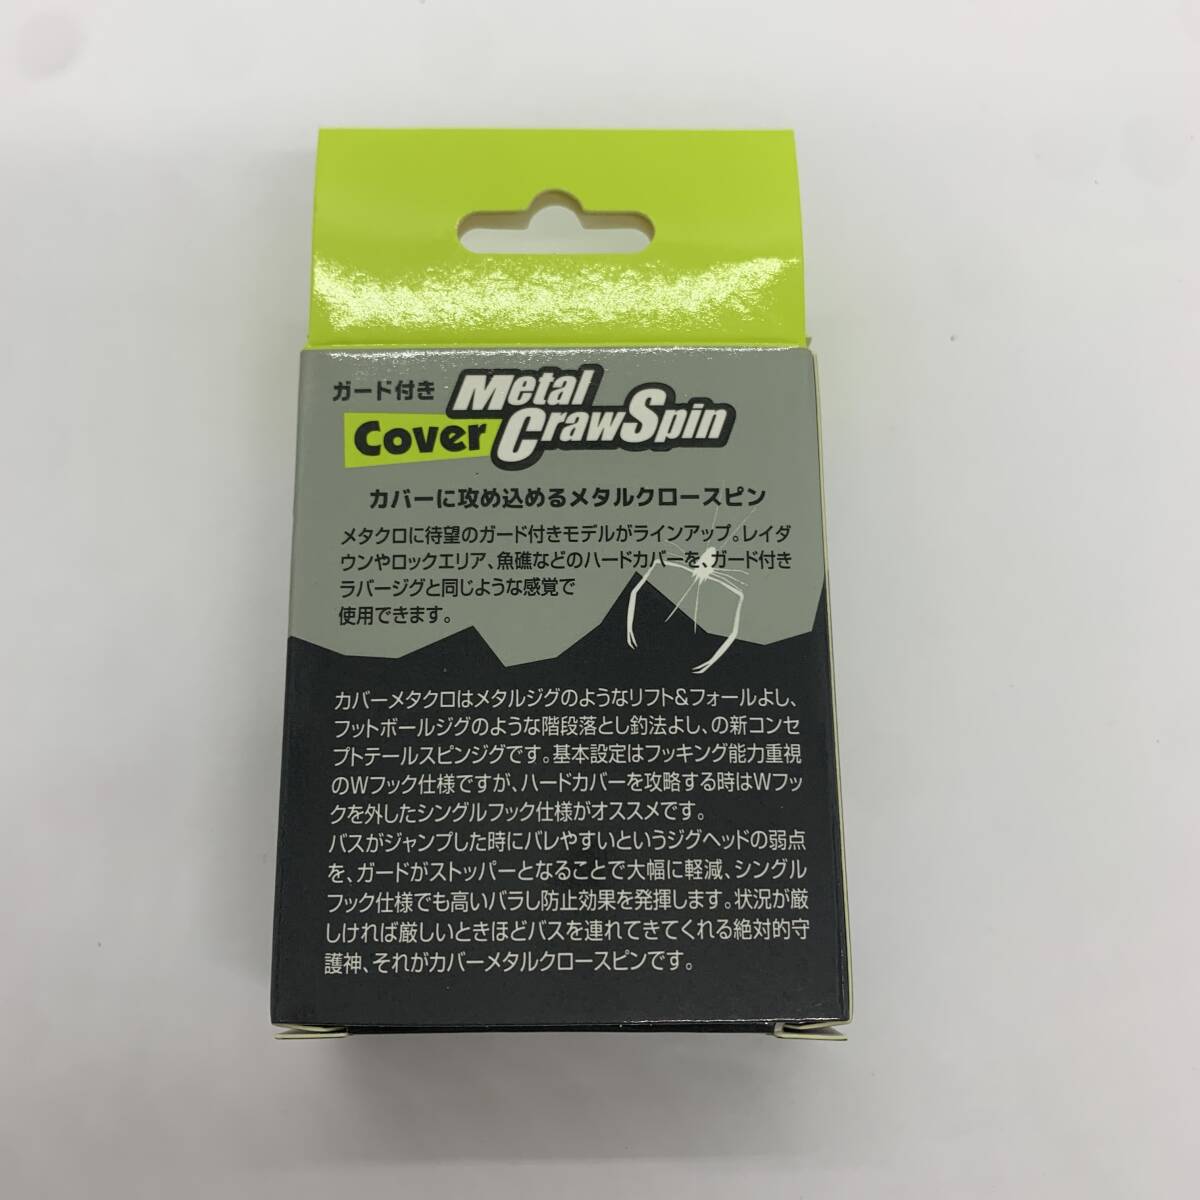 ガード付き
Metal
Cover CrawSpin
カバーに攻め込めるメタルクロースピン
メタクロに待望のガード付きモデルがラインアップ。レイダ
ウンやロックエリア、魚礁などのハードカバーを、ガード付き
ラバージグと同じような感覚で
使用できます。
カバーメタクロはメタルジグのようなリフト&フォールよし、
フットボールジグのような階段落とし釣法よし、の新コンセ
プトテールスピンジグです。基本設定はフッキング能力重視
のWフック仕様ですが、ハードカバーを攻略する時はWフッ
クを外したシングルフック仕様がオススメです。
バスがジャンプした時にバレやすいというジグヘッドの弱点
を、ガードがストッパーとなることで大幅に軽減、シングル
フック仕様でも高いバラし防止効果を発揮します。状況が厳
しければ厳しいときほどバスを連れてきてくれる絶対的守
護神、それがカバーメタルクロースピンです。